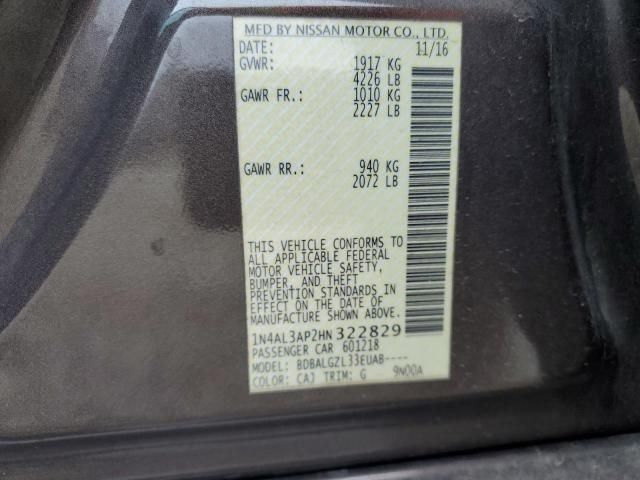 MFD BY NISSAN MOTOR CO., LTD.
DATE: 11/16
GVWR: 1917 KG
4226 LB
GAWR FR.: 1010 KG
2227 LB
GAWR RR.: 940 KG
2072 LB
THIS VEHICLE CONFORMS TO
ALL APPLICABLE FEDERAL
MOTOR VEHICLE SAFETY,
BUMPER, AND THEFT
PREVENTION STANDARDS IN
EFFECT ON THE DATE OF
MANUFACTURE SHOWN ABOVE.
1N4AL3AP2HN322829
PASSENGER CAR 601218
MODEL: BDBALGZL33EUAB----
COLOR: CAJ TRIM: G 9N00A